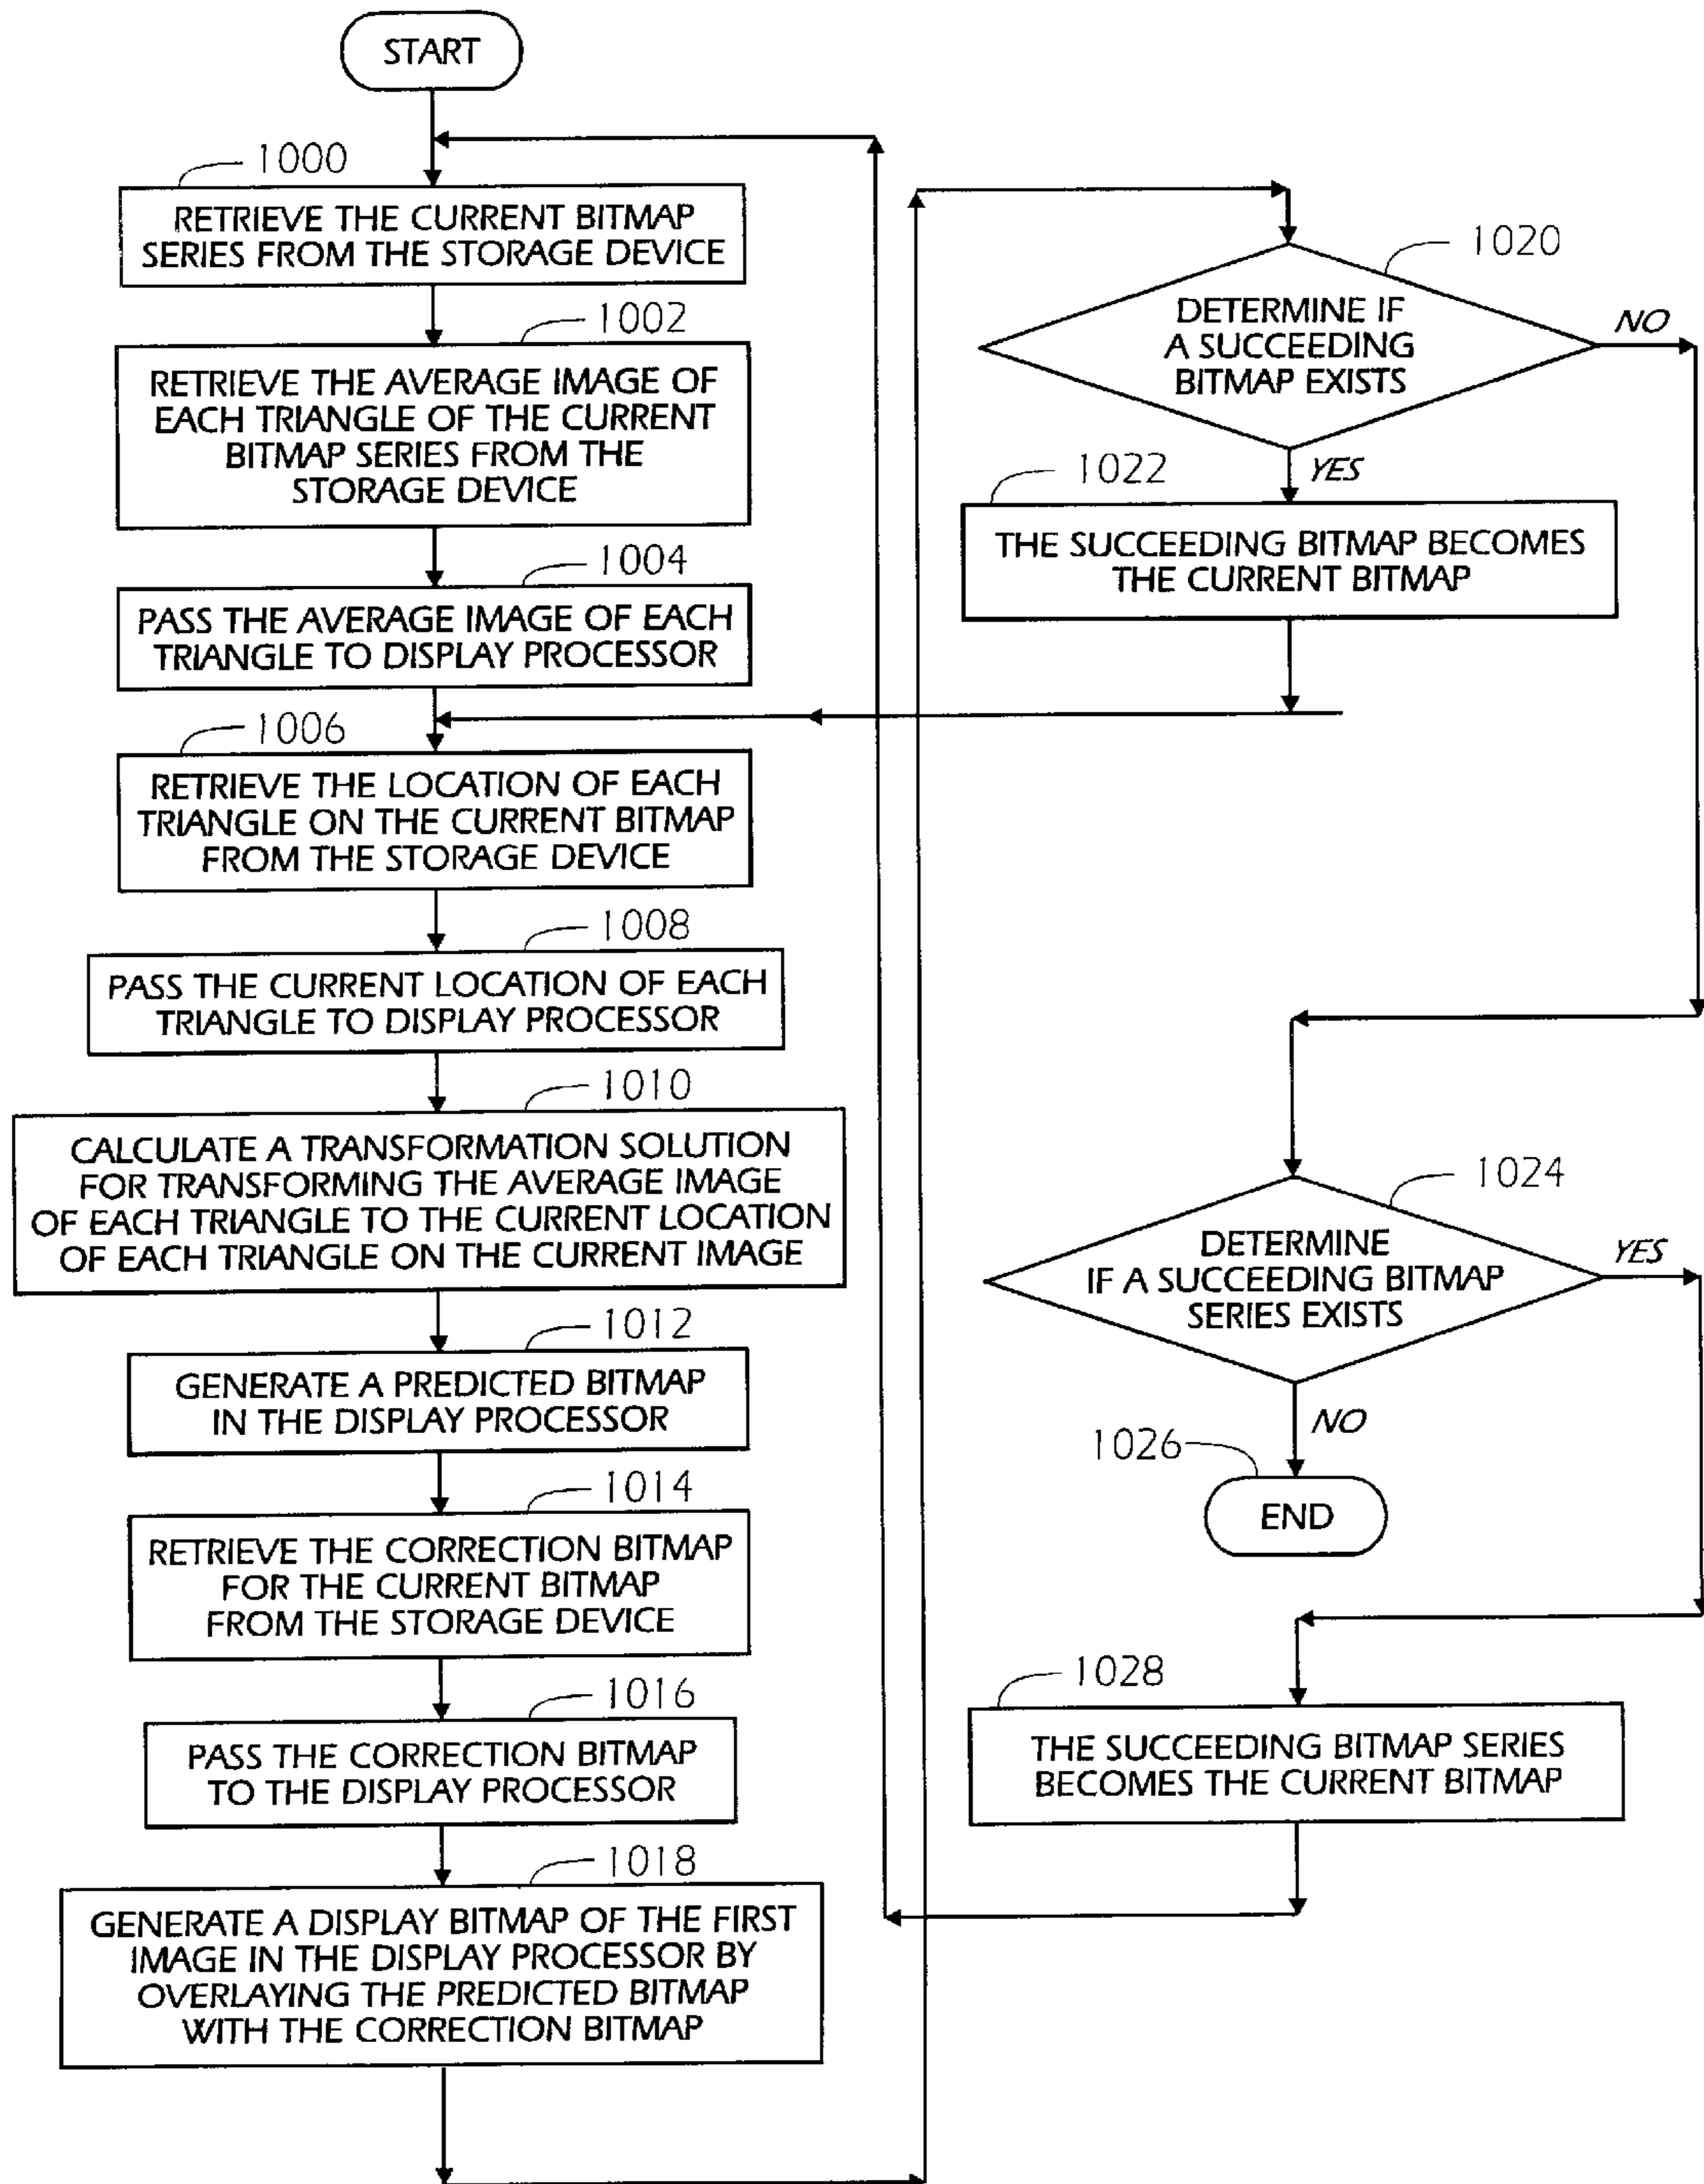 START
1000
RETRIEVE THE CURRENT BITMAP
SERIES FROM THE STORAGE DEVICE
1002
RETRIEVE THE AVERAGE IMAGE OF
EACH TRIANGLE OF THE CURRENT
BITMAP SERIES FROM THE
STORAGE DEVICE
1004
PASS THE AVERAGE IMAGE OF EACH
TRIANGLE TO DISPLAY PROCESSOR
1006
RETRIEVE THE LOCATION OF EACH
TRIANGLE ON THE CURRENT BITMAP
FROM THE STORAGE DEVICE
1008
PASS THE CURRENT LOCATION OF EACH
TRIANGLE TO DISPLAY PROCESSOR
1010
CALCULATE A TRANSFORMATION SOLUTION
FOR TRANSFORMING THE AVERAGE IMAGE
OF EACH TRIANGLE TO THE CURRENT LOCATION
OF EACH TRIANGLE ON THE CURRENT IMAGE
1012
GENERATE A PREDICTED BITMAP
IN THE DISPLAY PROCESSOR
1014
RETRIEVE THE CORRECTION BITMAP
FOR THE CURRENT BITMAP
FROM THE STORAGE DEVICE
1016
PASS THE CORRECTION BITMAP
TO THE DISPLAY PROCESSOR
1018
GENERATE A DISPLAY BITMAP OF THE FIRST
IMAGE IN THE DISPLAY PROCESSOR BY
OVERLAYING THE PREDICTED BITMAP
WITH THE CORRECTION BITMAP
1020
DETERMINE IF
A SUCCEEDING
BITMAP EXISTS
NO
YES
1022
THE SUCCEEDING BITMAP BECOMES
THE CURRENT BITMAP
1024
DETERMINE
IF A SUCCEEDING BITMAP
SERIES EXISTS
YES
NO
1026
END
1028
THE SUCCEEDING BITMAP SERIES
BECOMES THE CURRENT BITMAP